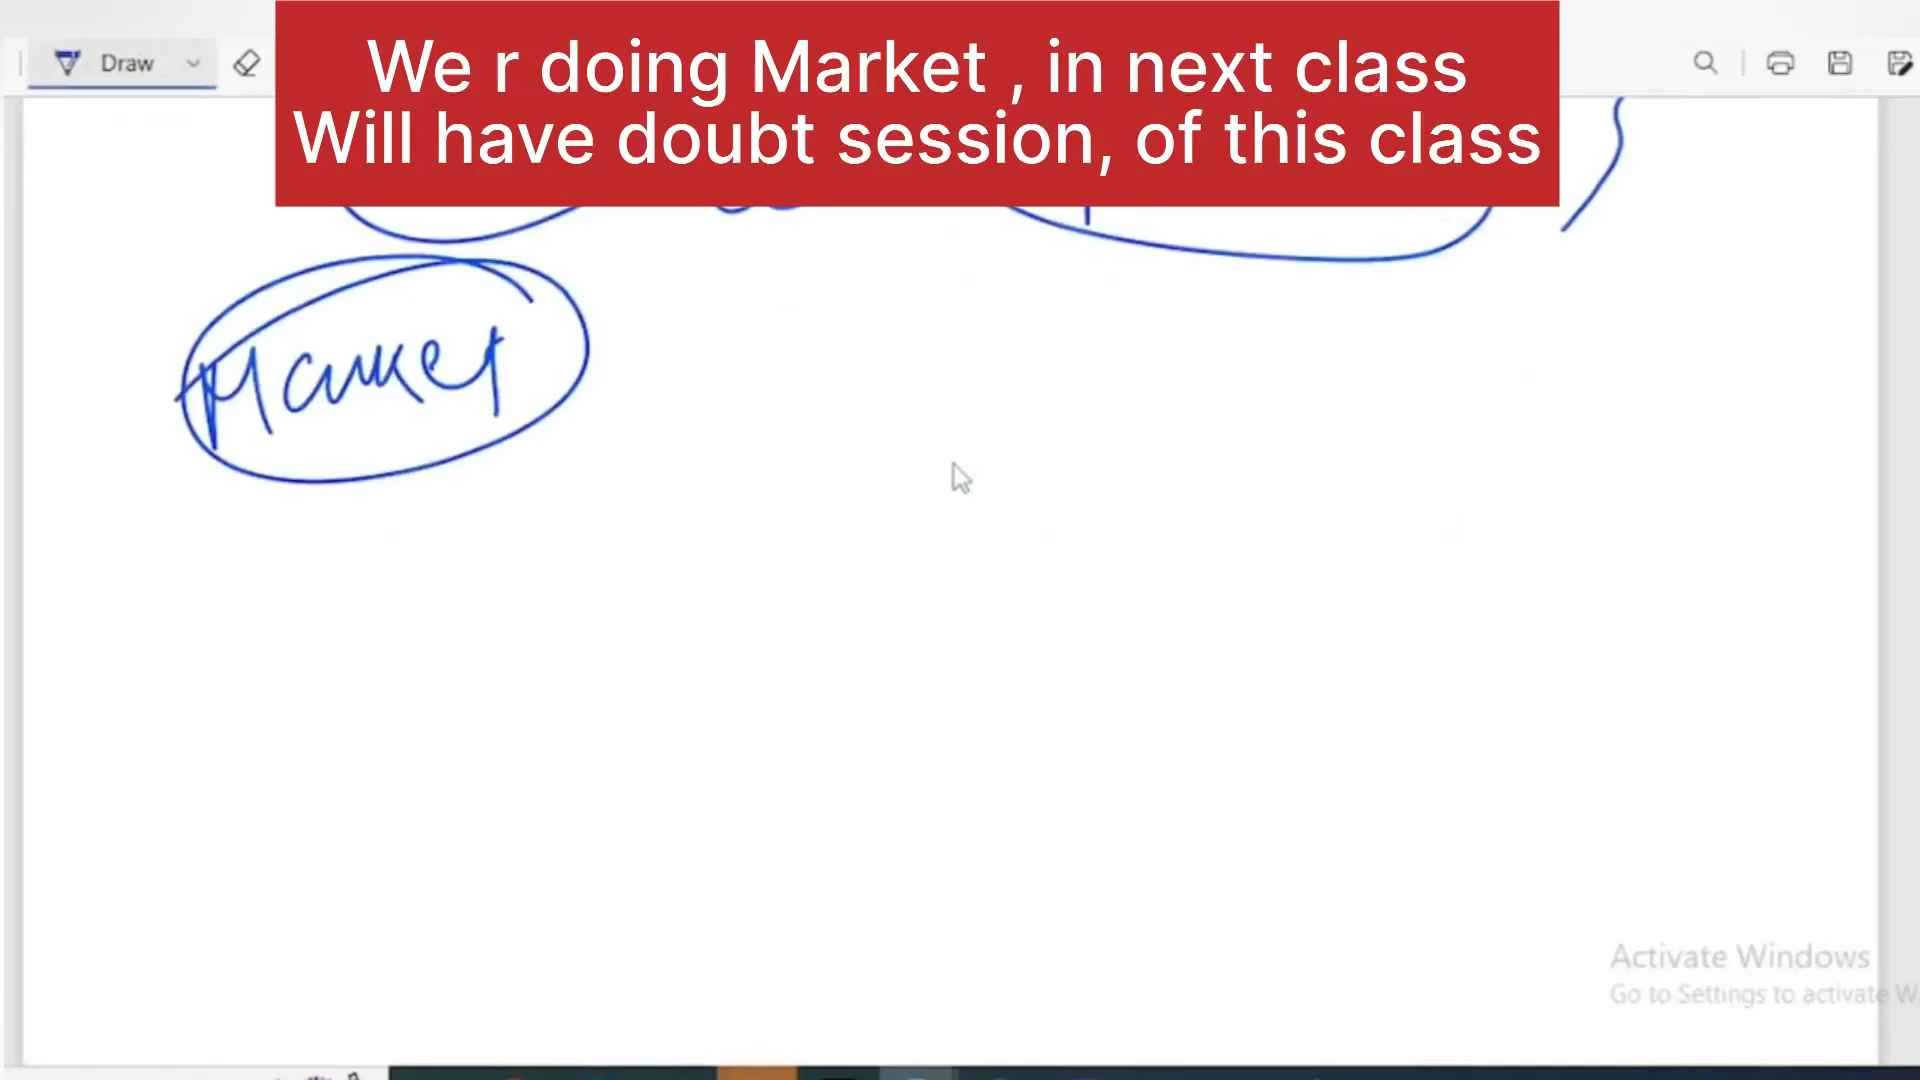 Draw
We r doing Market , in next class
Will have doubt session, of this class
Market
Activate Windows
Go to Settings to activate W